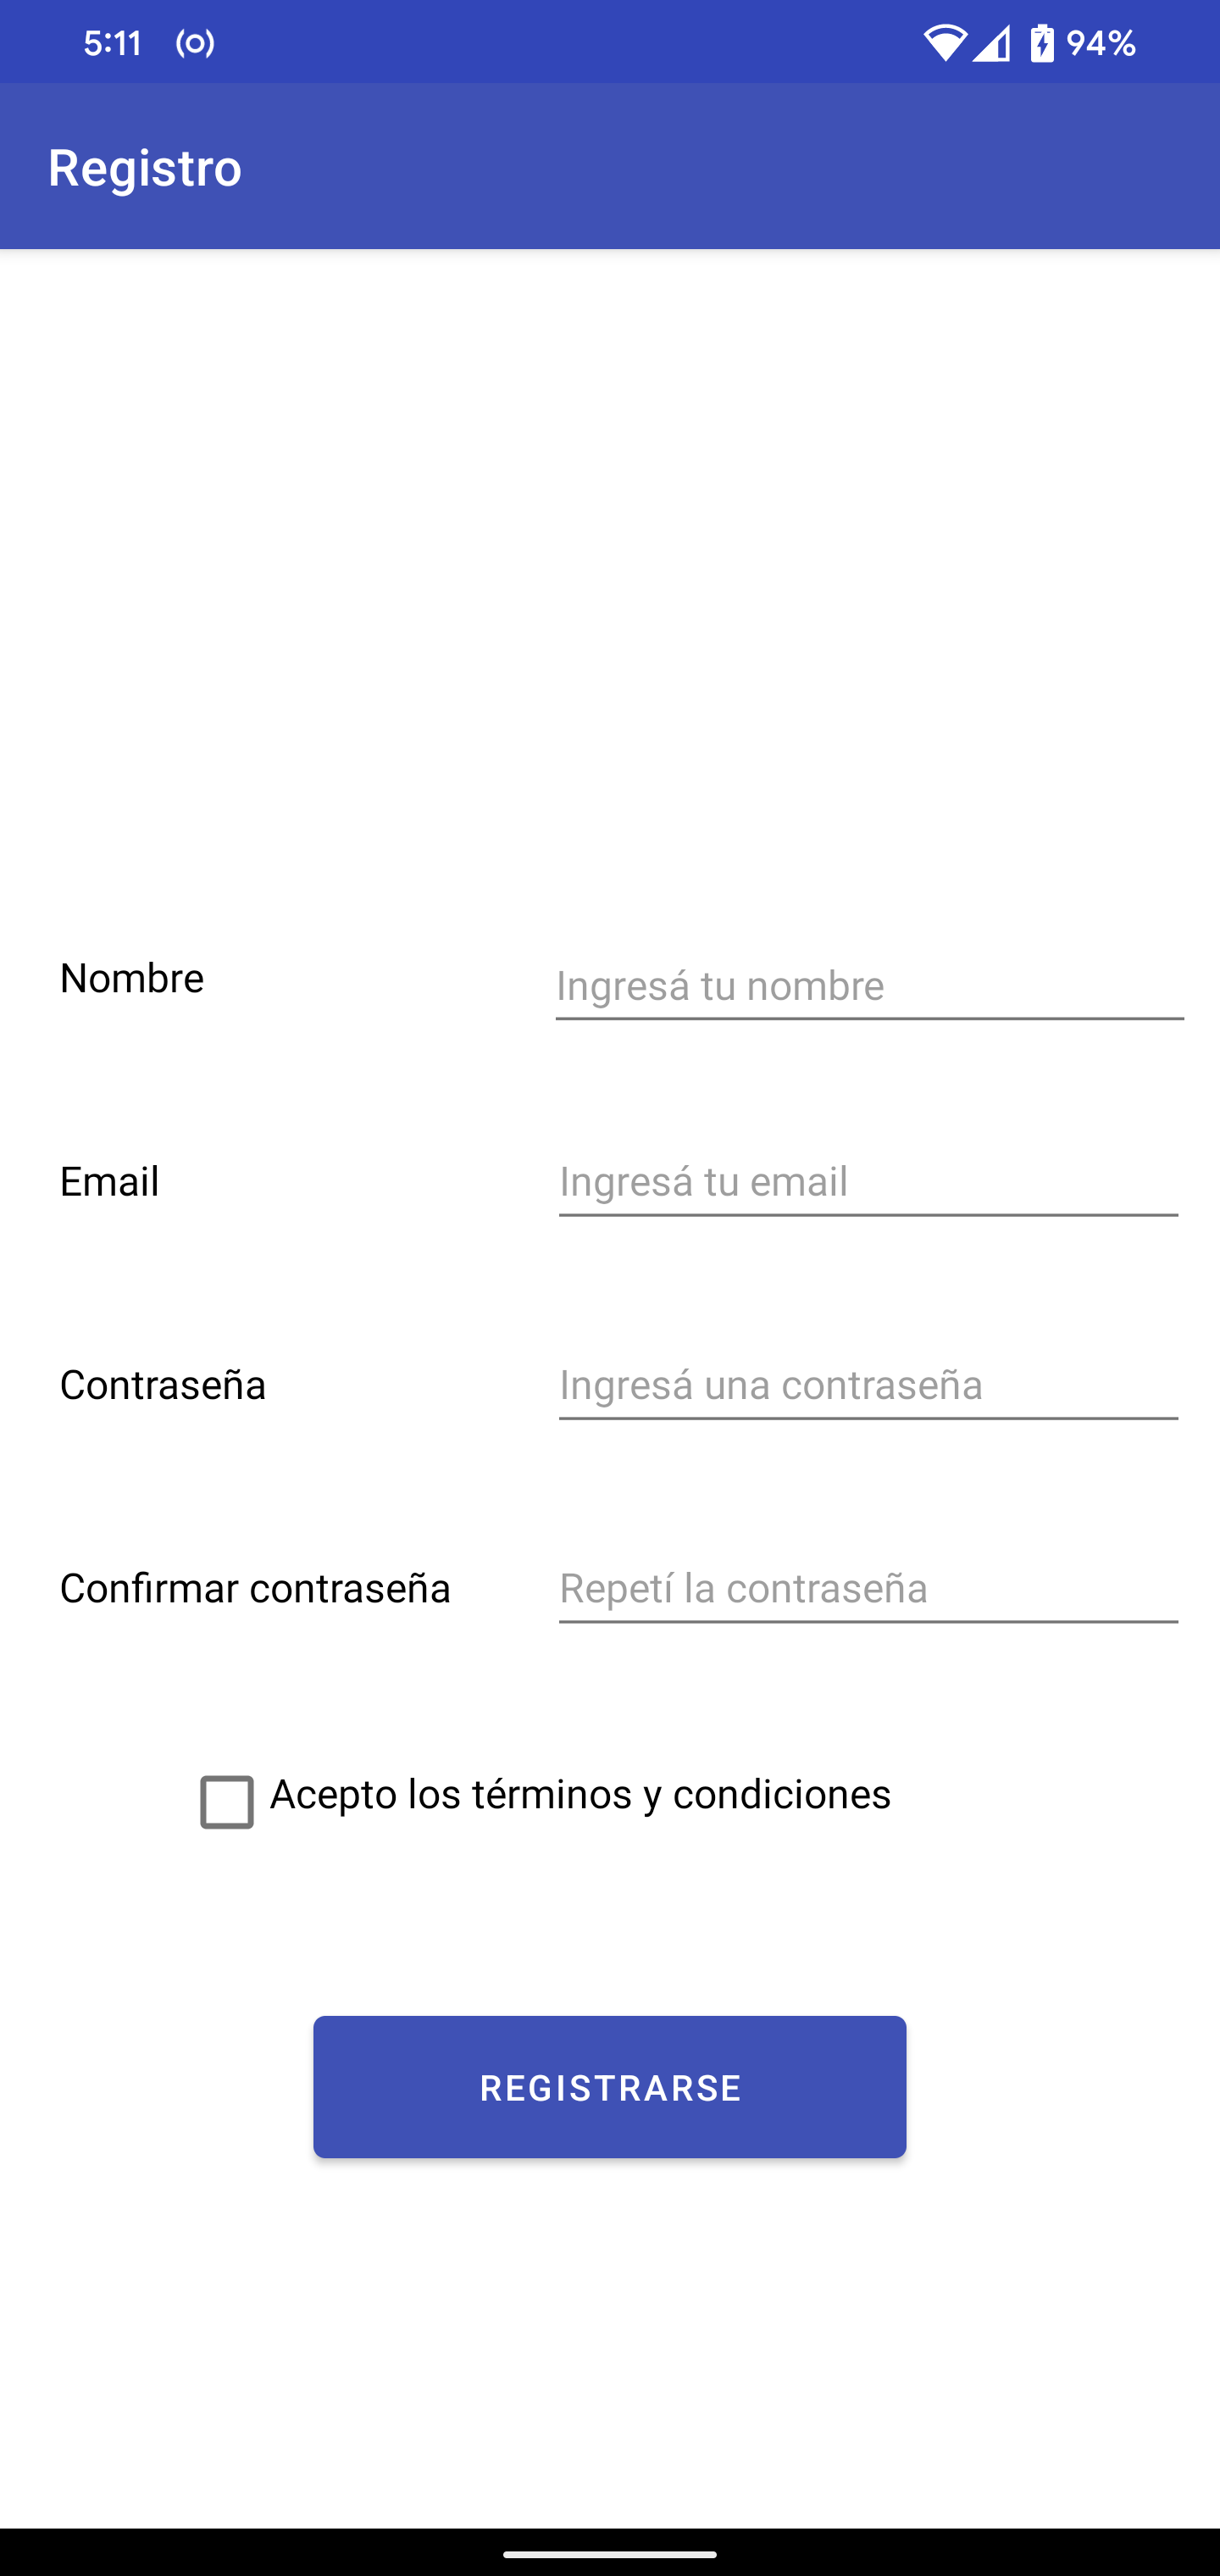 5:11 94%
Registro
Nombre Ingresá tu nombre
Email Ingresá tu email
Contraseña Ingresá una contraseña
Confirmar contraseña Repetí la contraseña
Acepto los términos y condiciones
REGISTRARSE